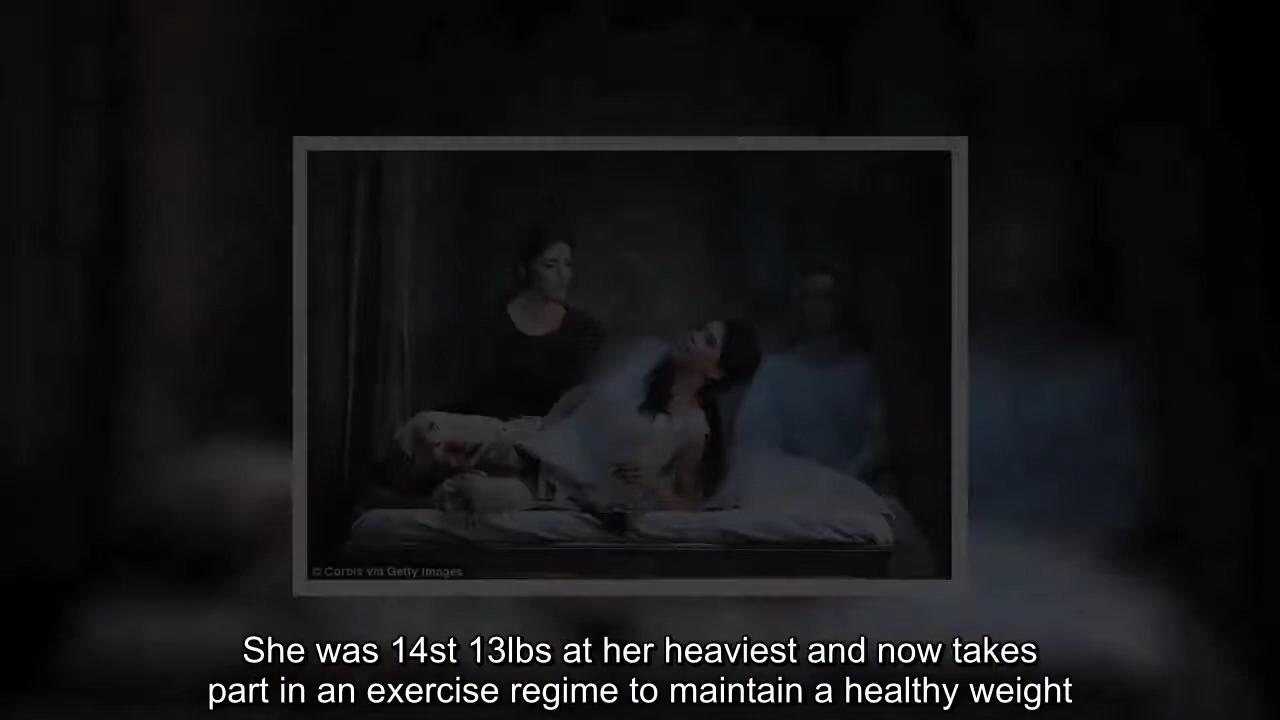 © Corbis via Getty Images
She was 14st 13lbs at her heaviest and now takes
part in an exercise regime to maintain a healthy weight